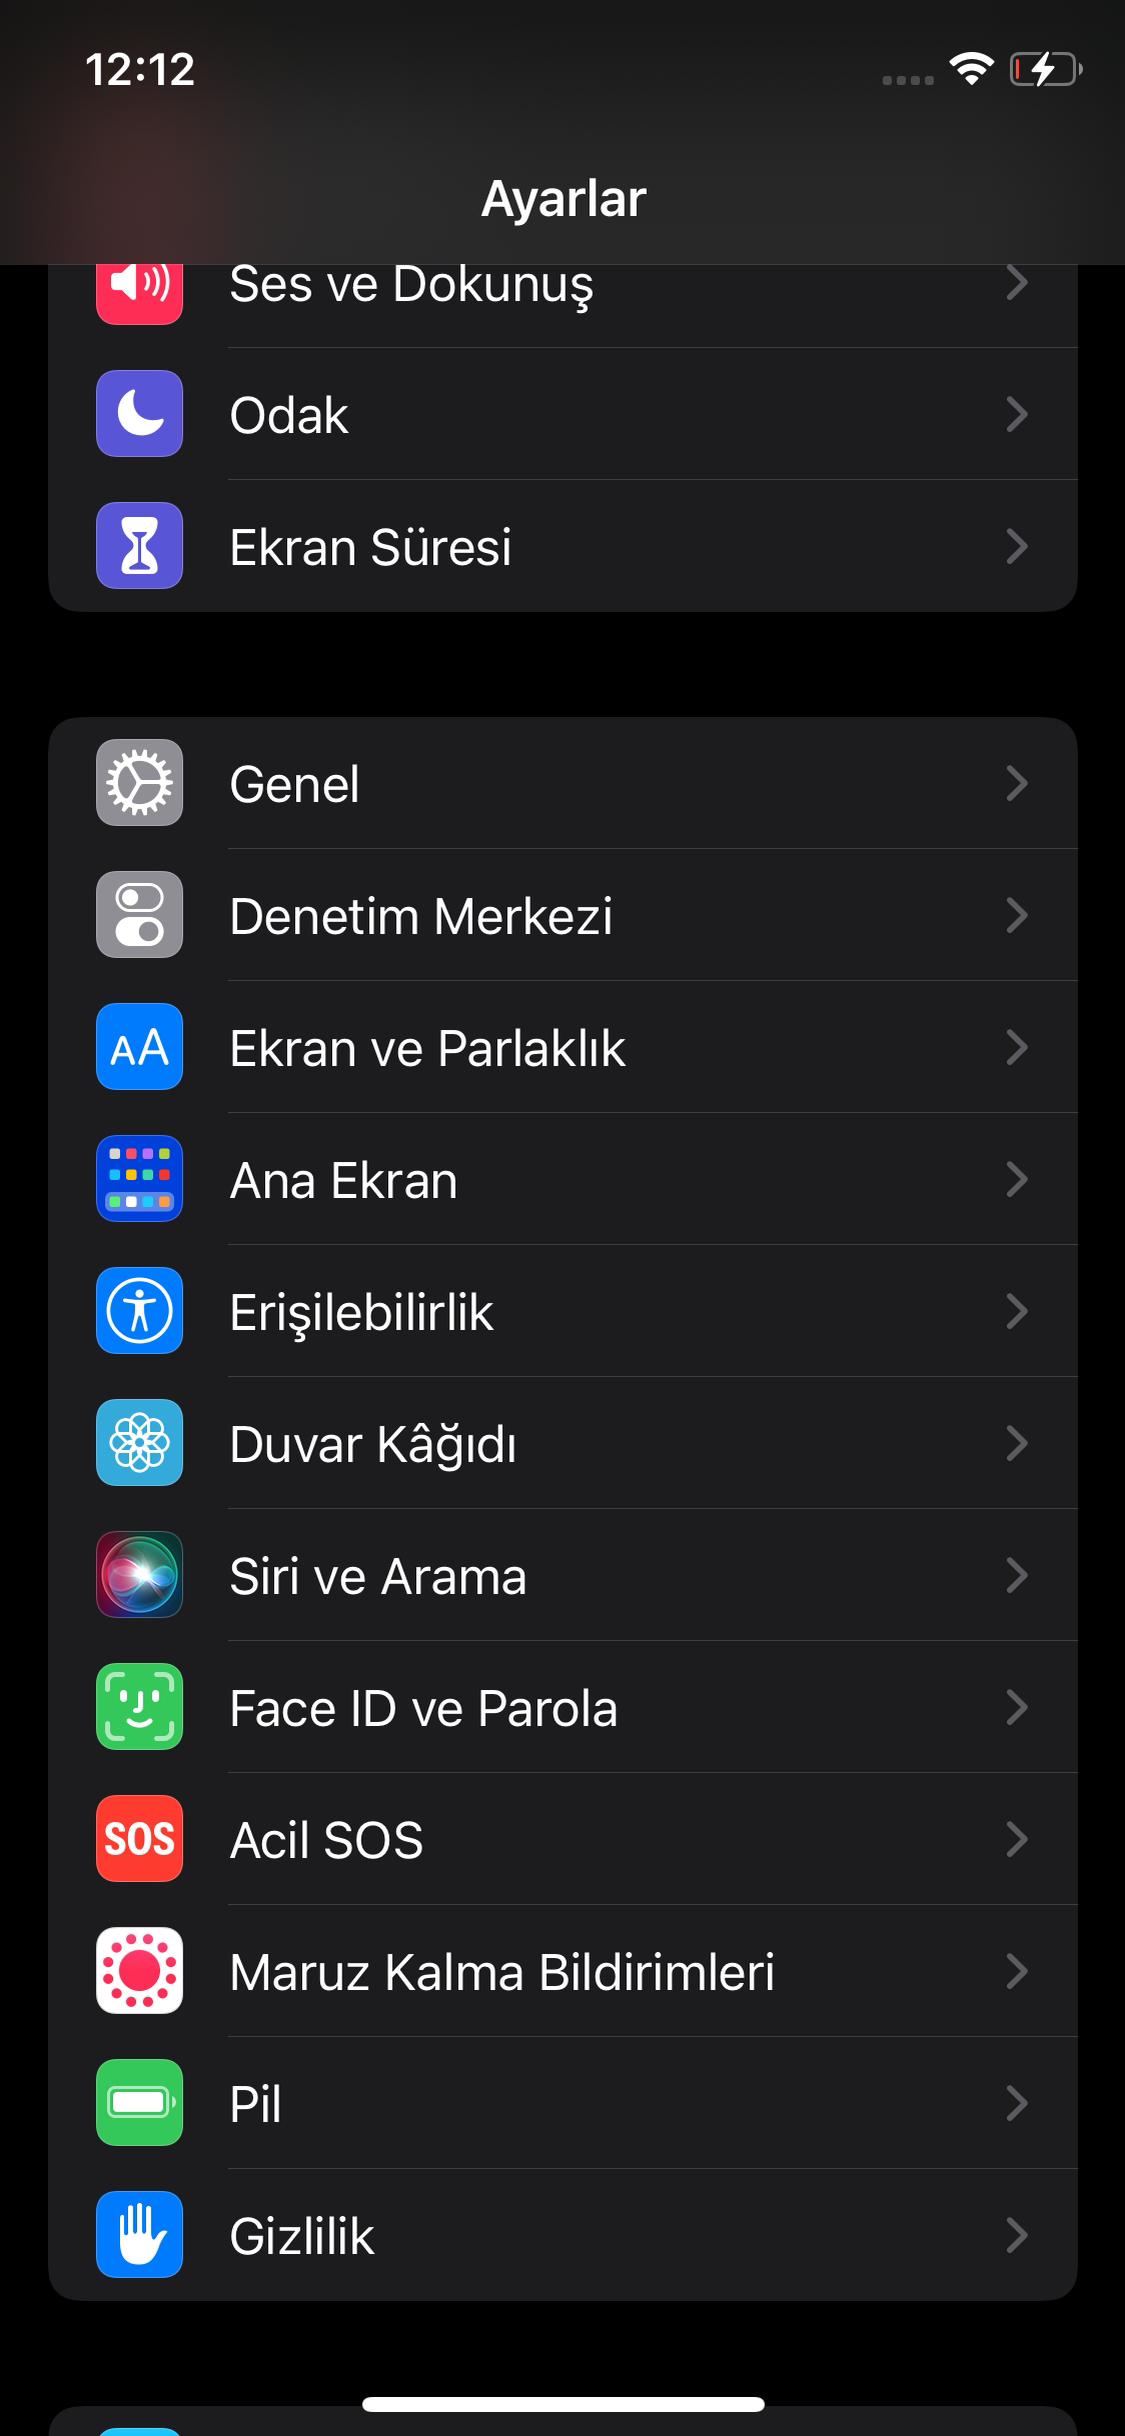 12:12
Ayarlar
Ses ve Dokunuş
Odak
Ekran Süresi
Genel
Denetim Merkezi
AA
Ekran ve Parlaklık
Ana Ekran
Erişilebilirlik
Duvar Kâğıdı
Siri ve Arama
Face ID ve Parola
SOS
Acil SOS
Maruz Kalma Bildirimleri
Pil
Gizlilik